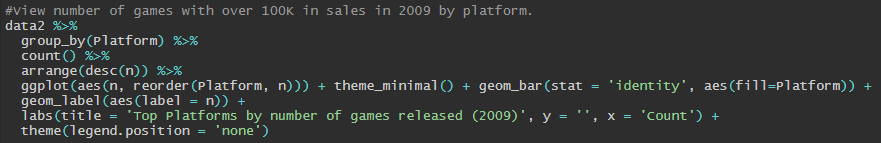 #View number of games with over 100K in sales in 2009 by platform.
data2 %>%
  group_by(Platform) %>%
  count() %>%
  arrange(desc(n)) %>%
  ggplot(aes(n, reorder(Platform, n))) + theme_minimal() + geom_bar(stat = 'identity', aes(fill=Platform)) +
  geom_label(aes(label = n)) +
  labs(title = 'Top Platforms by number of games released (2009)', y = '', x = 'Count') +
  theme(legend.position = 'none')